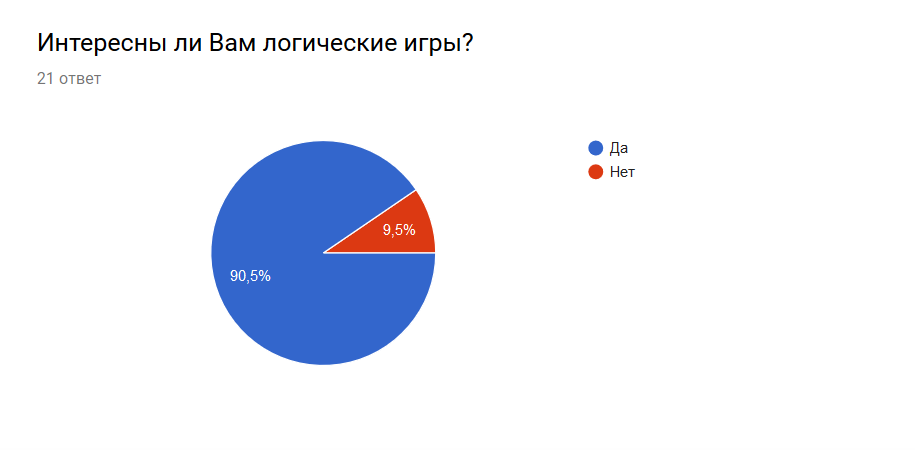 Интересны ли Вам логические игры?
21 ответ
Да
Нет
9,5%
90,5%